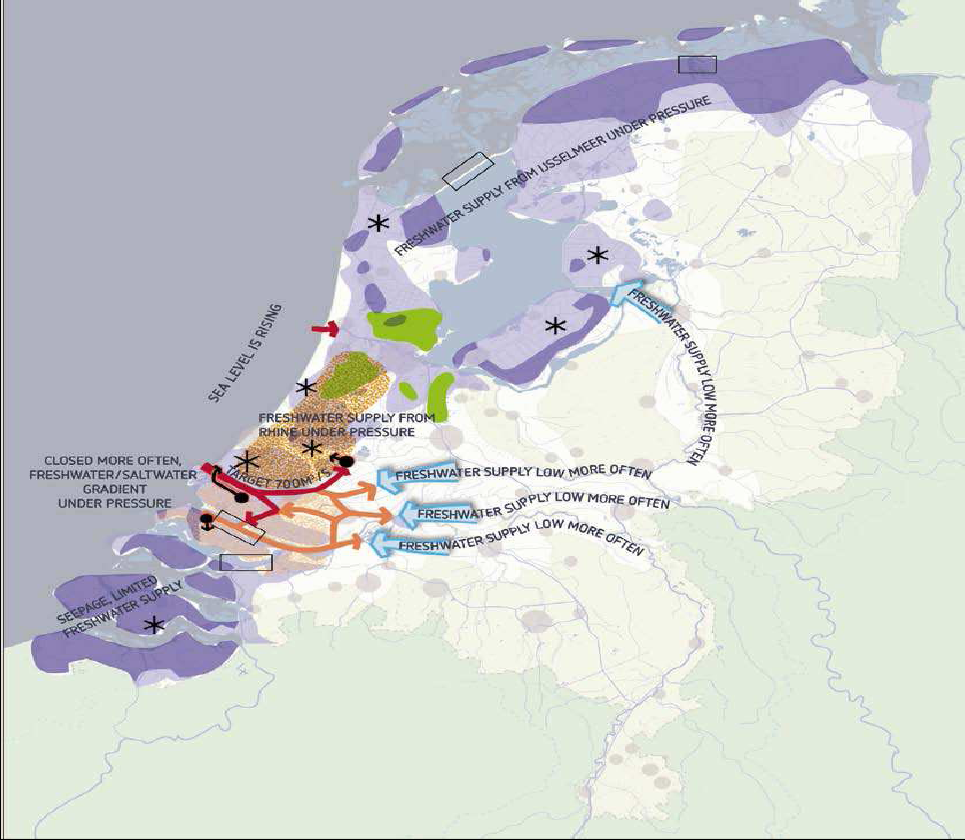 FRESHWATER SUPPLY FROM IJSSELMEER UNDER PRESSURE
SEA LEVEL IS RISING
FRESHWATER SUPPLY LOW MORE OFTEN
FRESHWATER SUPPLY FROM
RHINE UNDER PRESSURE
CLOSED MORE OFTEN,
FRESHWATER/SALTWATER
GRADIENT
UNDER PRESSURE
TARGET 700M³/S
FRESHWATER SUPPLY LOW MORE OFTEN
FRESHWATER SUPPLY LOW MORE OFTEN
FRESHWATER SUPPLY LOW MORE OFTEN
SEEPAGE, LIMITED
FRESHWATER SUPPLY